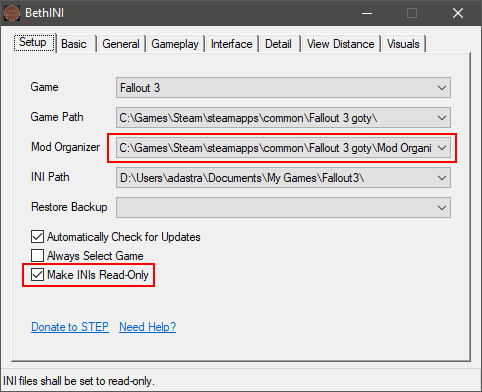 BethINI
Setup Basic General Gameplay Interface Detail View Distance Visuals
Game Fallout 3
Game Path C:\Games\Steam\steamapps\common\Fallout 3 goty\
Mod Organizer C:\Games\Steam\steamapps\common\Fallout 3 goty\Mod Organi
INI Path D:\Users\adastra\Documents\My Games\Fallout3\
Restore Backup
Automatically Check for Updates
Always Select Game
Make INIs Read-Only
Donate to STEP Need Help?
INI files shall be set to read-only.